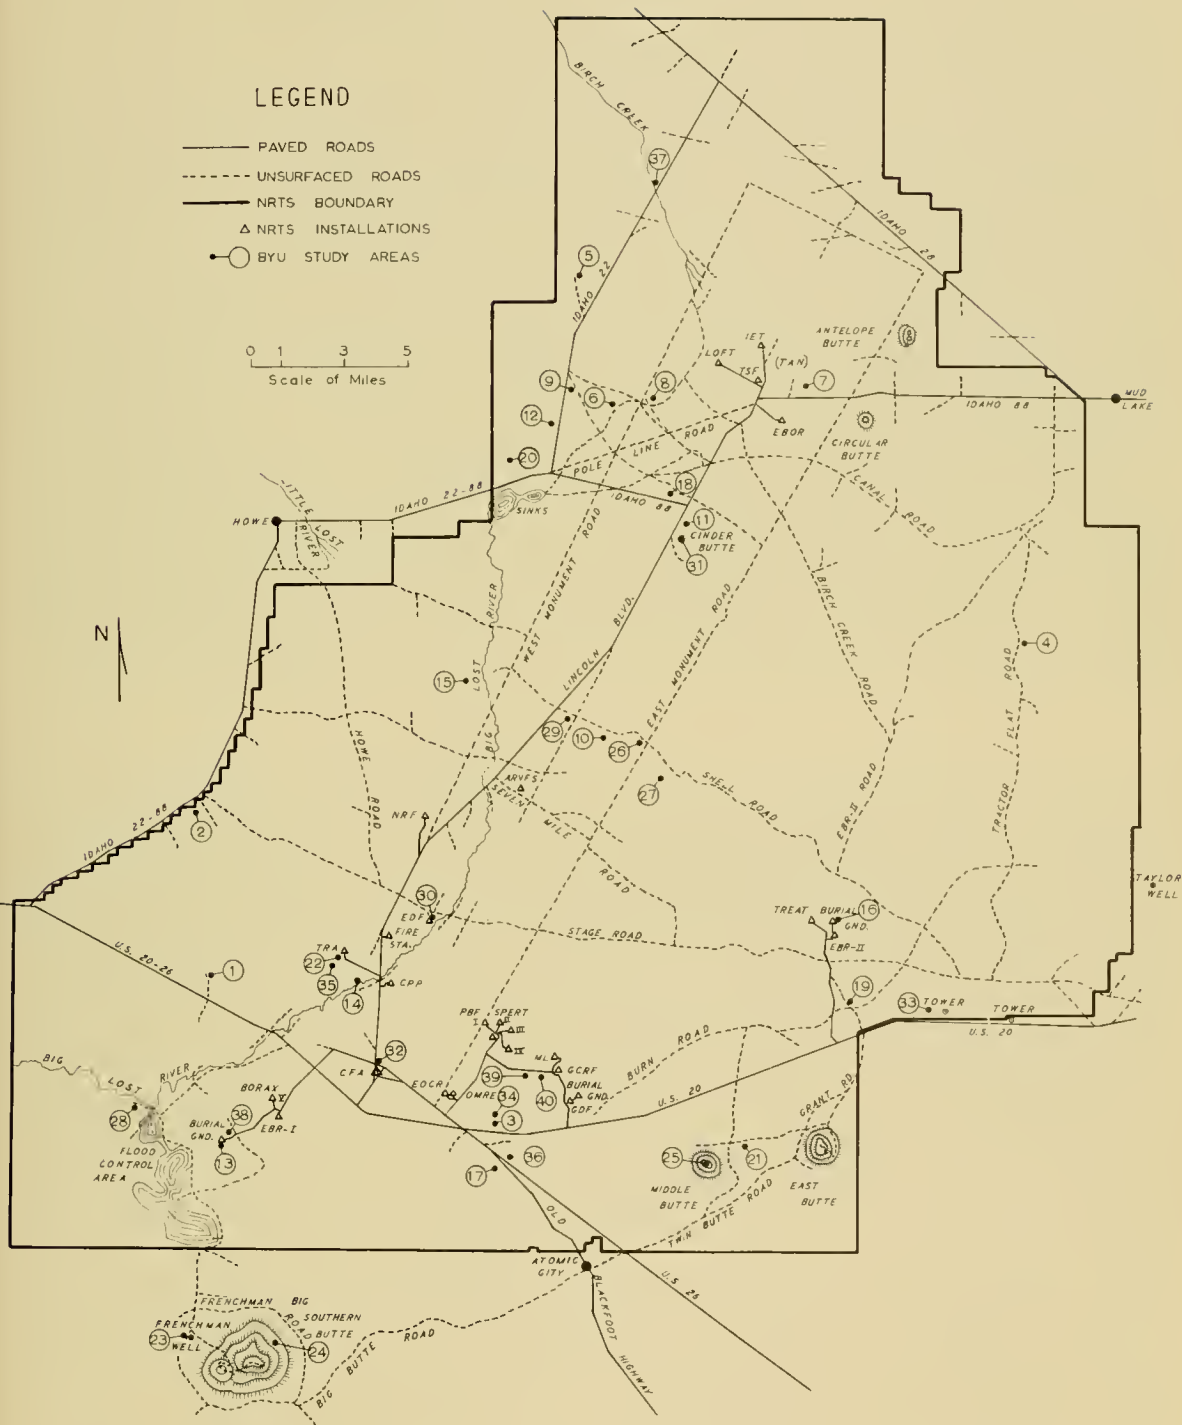 LEGEND
PAVED ROADS
UNSURFACED ROADS
NRTS BOUNDARY
NRTS INSTALLATIONS
BYU STUDY AREAS
0 1 3 5
Scale of Miles
N
BIRCH CREEK
37
IDAHO 28
5
IDAHO 22
ANTELOPE
BUTTE
IET
LOFT
(TAN)
TSF
7
9
6
8
MUD
LAKE
IDAHO 88
12
EBOR
CIRCULAR
BUTTE
POLE LINE ROAD
20
CANAL ROAD
IDAHO 22-88
18
IDAHO 88
SINKS
HOWE
LITTLE LOST
RIVER
11
CINDER
BUTTE
31
WEST MONUMENT ROAD
LINCOLN BLVD.
EAST MONUMENT ROAD
BIRCH CREEK ROAD
4
15
BIG LOST RIVER
HOWE ROAD
29
10
26
27
SHELL ROAD
EBR-II ROAD
TRACTOR FLAT ROAD
ARVFS
SEVEN MILE ROAD
IDAHO 22-88
2
NRF
TAYLOR
WELL
30
EDF
FIRE
STA.
TREAT
BURIAL
GND.
16
EBR-II
STAGE ROAD
U.S. 20-26
TRA
22
35
14
CPP
1
19
33
TOWER
TOWER
U.S. 20
PBF
SPERT
I
II
III
IV
BURN ROAD
32
CFA
ML
GCRF
39
40
BURIAL
GND.
GDF
EOCR
OMRE
34
3
U.S. 20
GRANT RD.
BIG LOST RIVER
BORAX
V
EBR-I
28
BURIAL
GND.
38
13
FLOOD
CONTROL
AREA
36
17
25
21
MIDDLE
BUTTE
EAST
BUTTE
TWIN BUTTE ROAD
OLD BLACKFOOT HIGHWAY
ATOMIC
CITY
U.S. 26
FRENCHMAN
BIG
SOUTHERN
BUTTE
ROAD
FRENCHMAN
WELL
23
24
BIG BUTTE ROAD